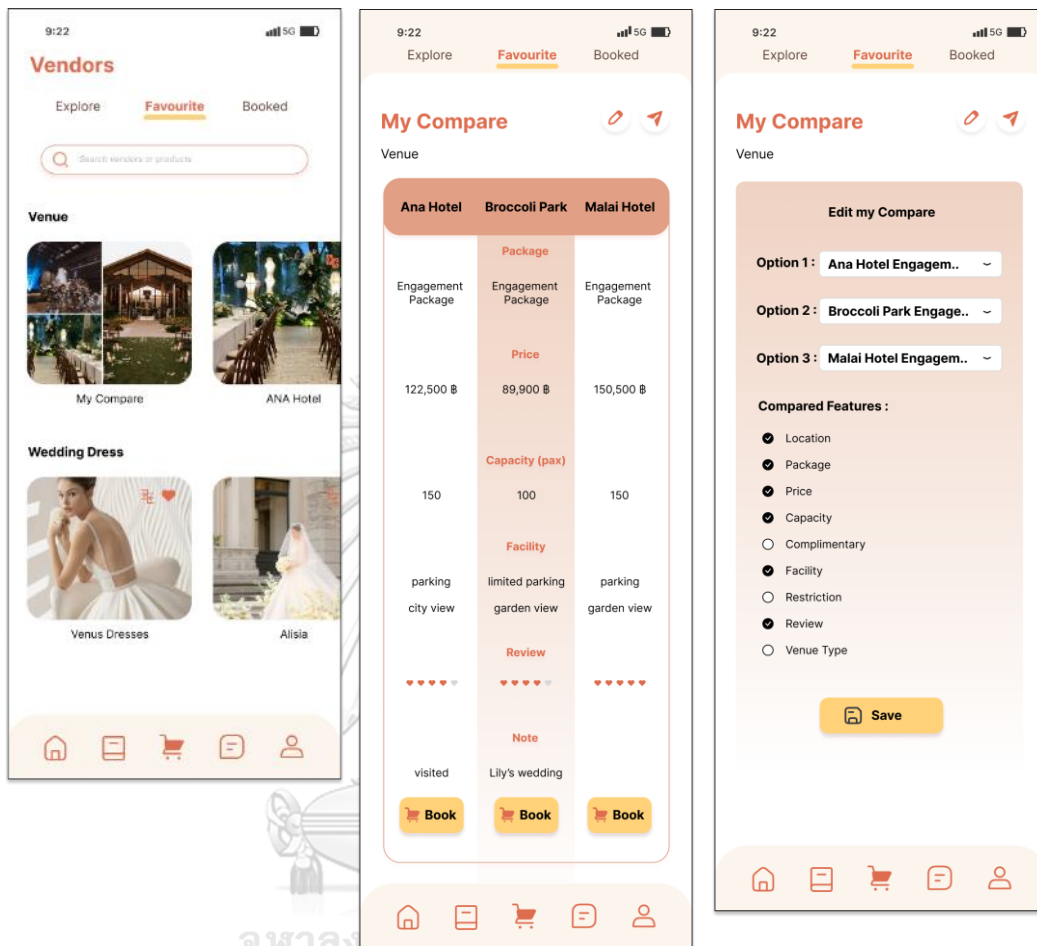 9:22
5G
Vendors
Explore Favourite Booked
Search vendors or products
Venue
My Compare
ANA Hotel
Wedding Dress
Venus Dresses
Alisia
9:22
5G
Explore Favourite Booked
My Compare
Venue
Ana Hotel Broccoli Park Malai Hotel
Package
Engagement Engagement Engagement
Package Package Package
Price
122,500 ฿ 89,900 ฿ 150,500 ฿
Capacity (pax)
150 100 150
Facility
parking limited parking parking
city view garden view garden view
Review
Note
visited Lily's wedding
Book Book Book
9:22
5G
Explore Favourite Booked
My Compare
Venue
Edit my Compare
Option 1 : Ana Hotel Engagem..
Option 2 : Broccoli Park Engage..
Option 3 : Malai Hotel Engagem..
Compared Features :
Location
Package
Price
Capacity
Complimentary
Facility
Restriction
Review
Venue Type
Save